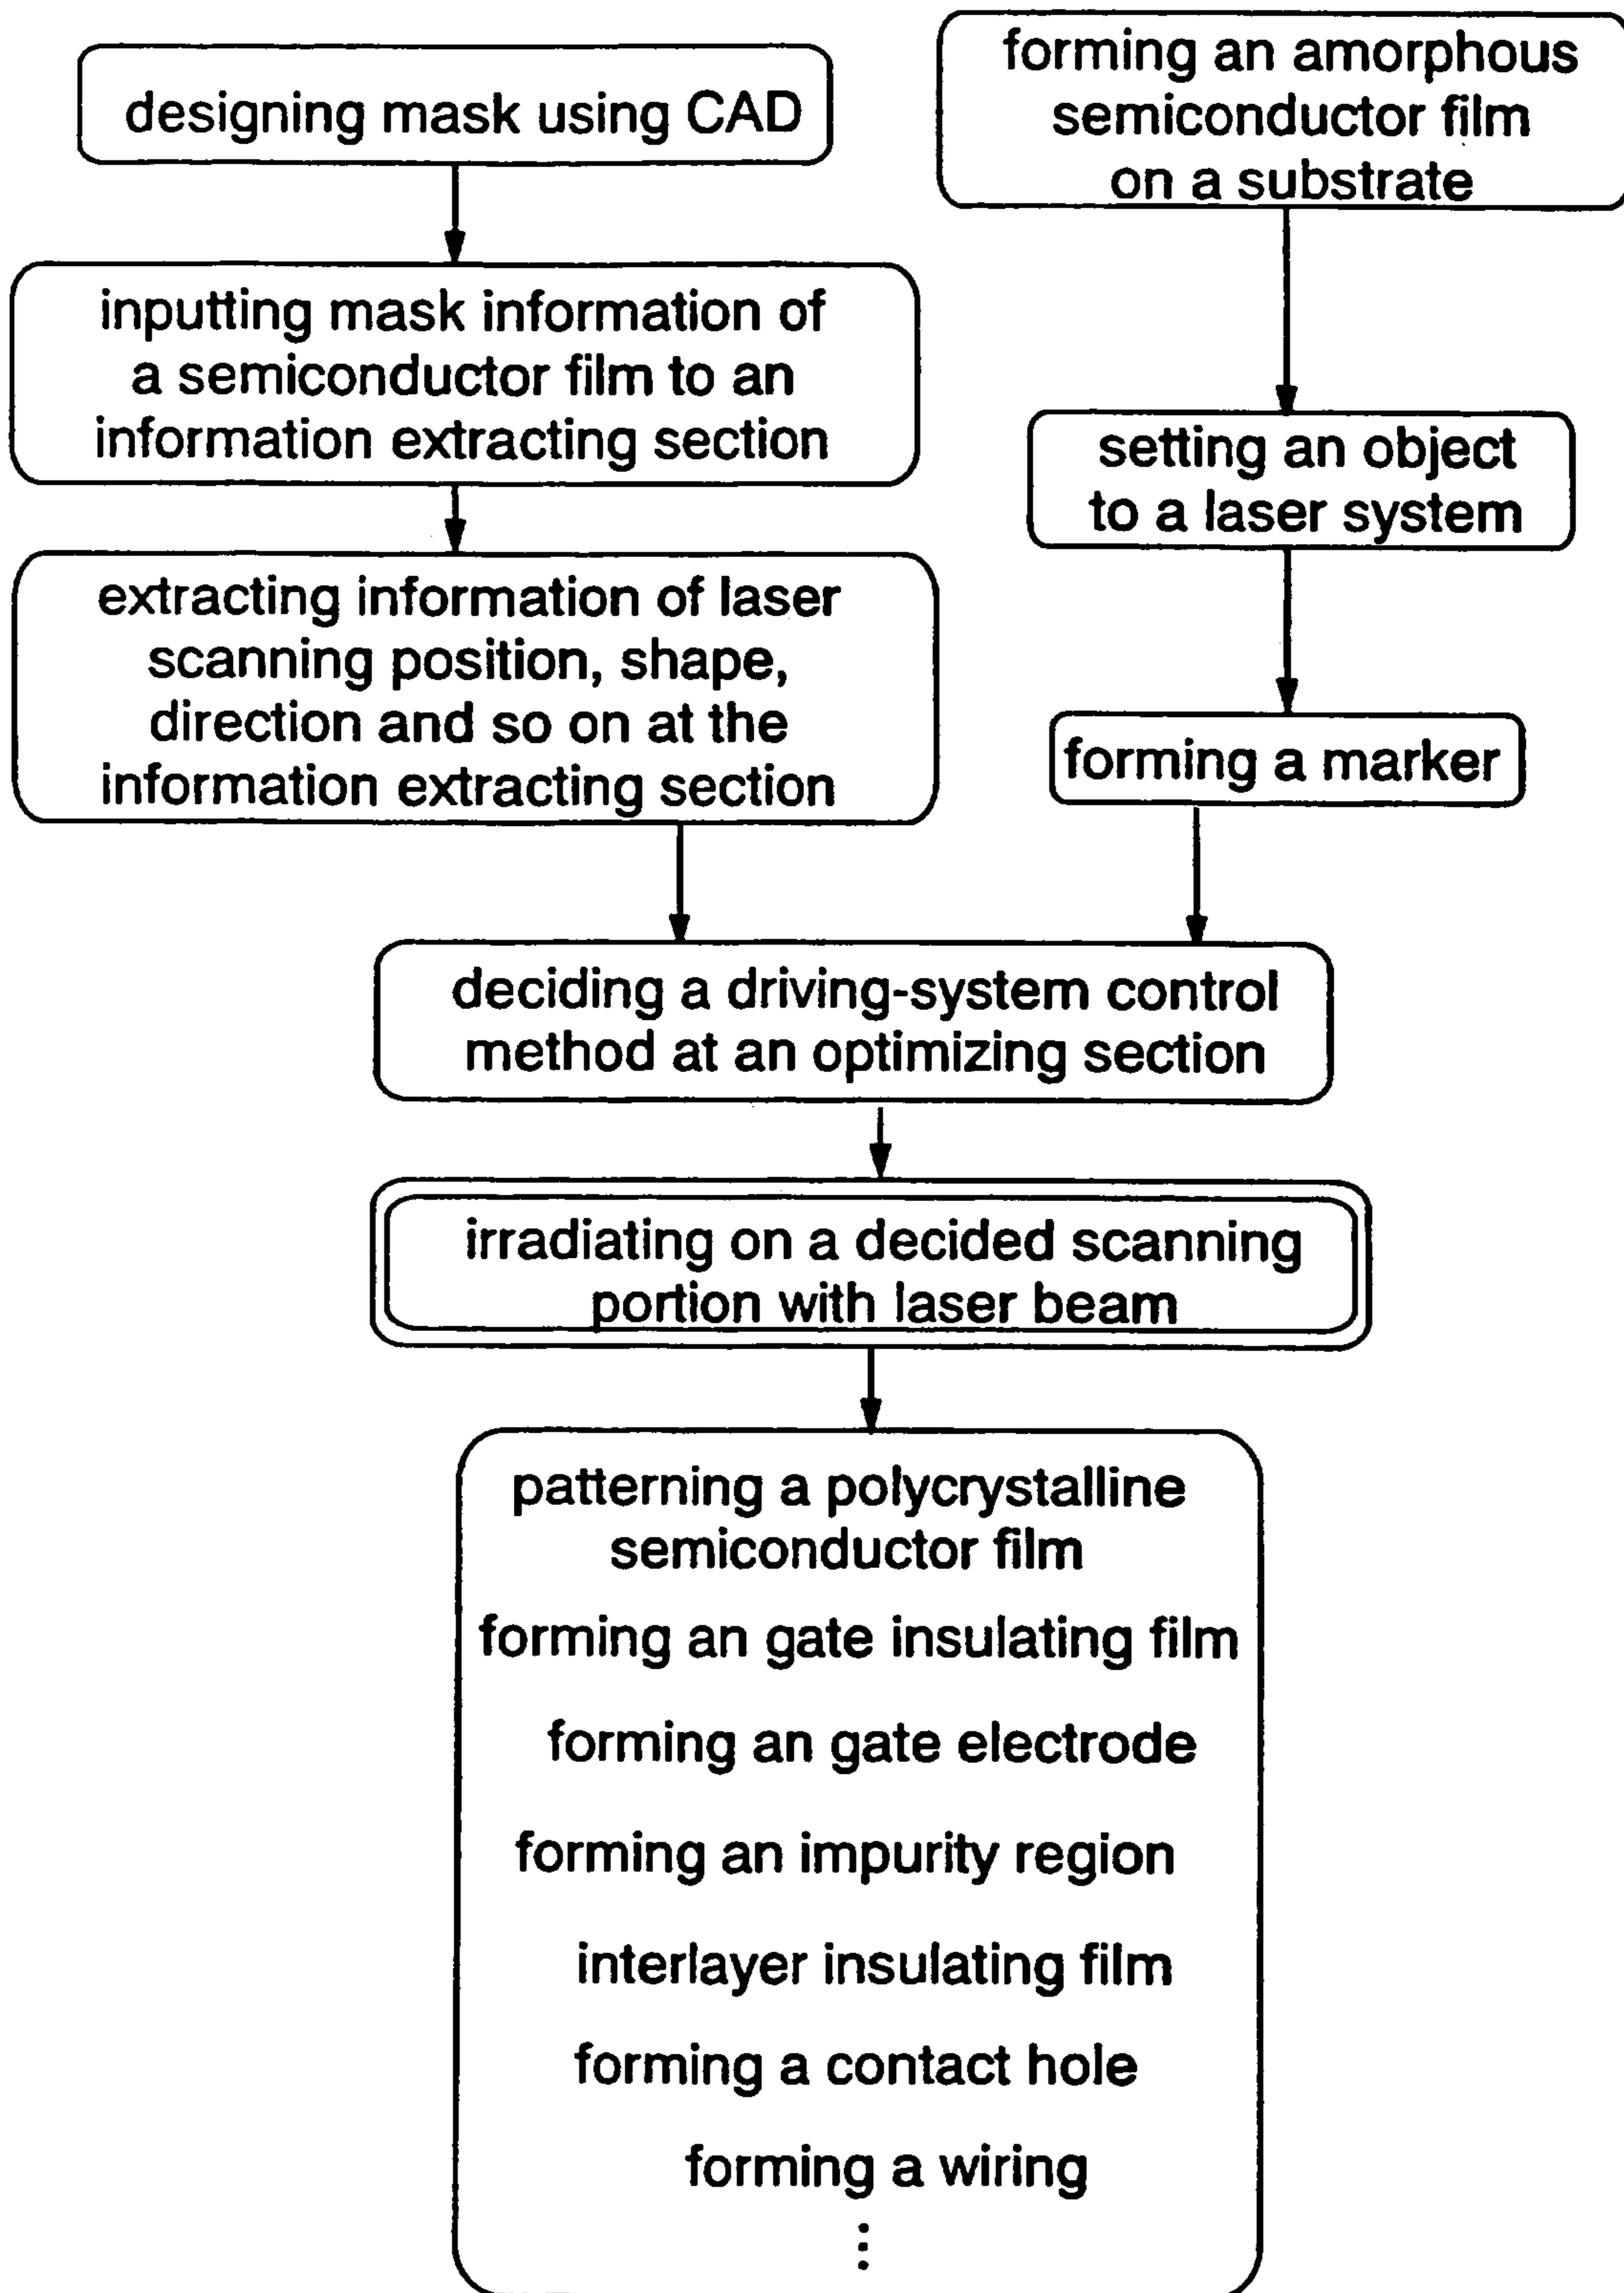 designing mask using CAD
forming an amorphous
semiconductor film
on a substrate
inputting mask information of
a semiconductor film to an
information extracting section
setting an object
to a laser system
extracting information of laser
scanning position, shape,
direction and so on at the
information extracting section
forming a marker
deciding a driving-system control
method at an optimizing section
irradiating on a decided scanning
portion with laser beam
patterning a polycrystalline
semiconductor film
forming an gate insulating film
forming an gate electrode
forming an impurity region
interlayer insulating film
forming a contact hole
forming a wiring
⋮